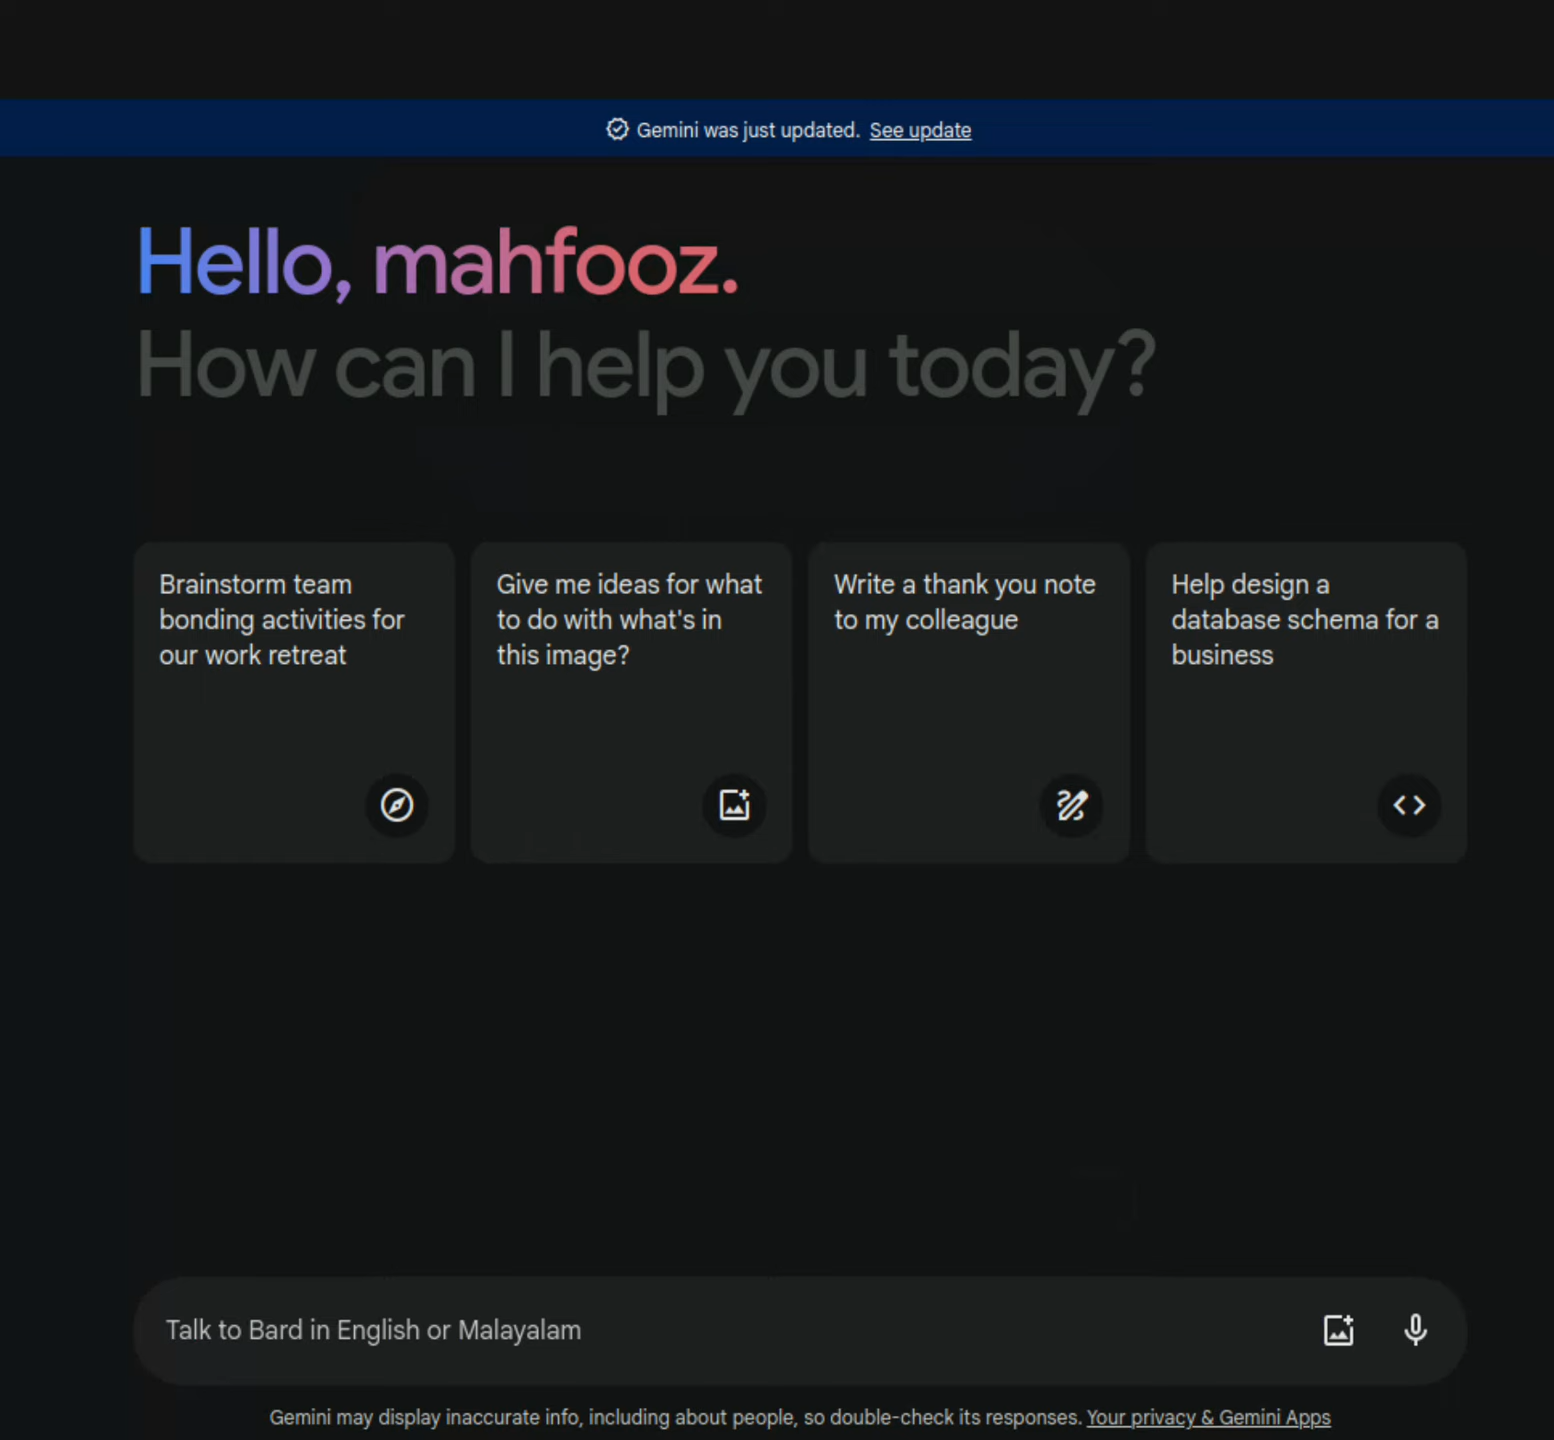 Gemini was just updated. See update
Hello, mahfooz.
How can I help you today?
Brainstorm team
bonding activities for
our work retreat
Give me ideas for what
to do with what's in
this image?
Write a thank you note
to my colleague
Help design a
database schema for a
business
Talk to Bard in English or Malayalam
Gemini may display inaccurate info, including about people, so double-check its responses. Your privacy & Gemini Apps